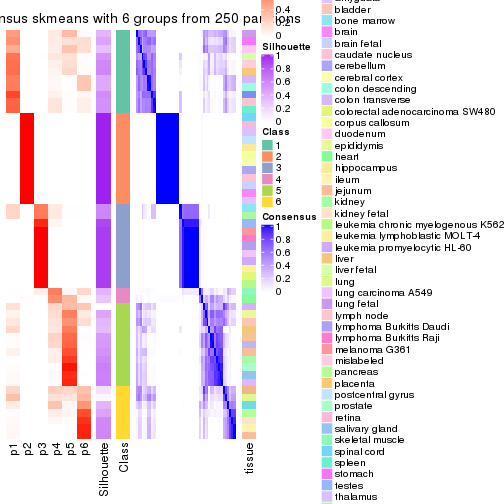 nsus skmeans with 6 groups from 250 partitions
0.4
0.2
0
Silhouette
1
0.8
0.6
0.4
0.2
0
Class
1
2
3
4
5
6
Consensus
1
0.8
0.6
0.4
0.2
0
p1
p2
p3
p4
p5
p6
Silhouette
Class
tissue
bladder
bone marrow
brain
brain fetal
caudate nucleus
cerebellum
cerebral cortex
colon descending
colon transverse
colorectal adenocarcinoma SW480
corpus callosum
duodenum
epididymis
heart
hippocampus
ileum
jejunum
kidney
kidney fetal
leukemia chronic myelogenous K562
leukemia lymphoblastic MOLT-4
leukemia promyelocytic HL-60
liver
liver fetal
lung
lung carcinoma A549
lung fetal
lymph node
lymphoma Burkitts Daudi
lymphoma Burkitts Raji
melanoma G361
mislabeled
pancreas
placenta
postcentral gyrus
prostate
retina
salivary gland
skeletal muscle
spinal cord
spleen
stomach
testes
thalamus